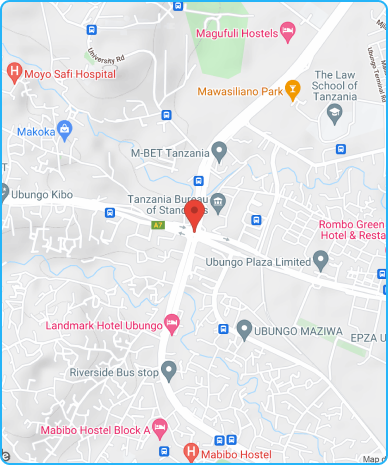 Magufuli Hostels
University Rd
Moyo Safi Hospital
The Law
School of
Tanzania
Mawasiliano Park
Ubungo Terminal Rd
Makoka
M-BET Tanzania
Ubungo Kibo
Tanzania Bureau
of Standards
A7
Rombo Green
Hotel & Resta
Ubungo Plaza Limited
Landmark Hotel Ubungo
UBUNGO MAZIWA
EPZA U
Riverside Bus stop
Mabibo Hostel Block A
Mabibo Hostel
Map d